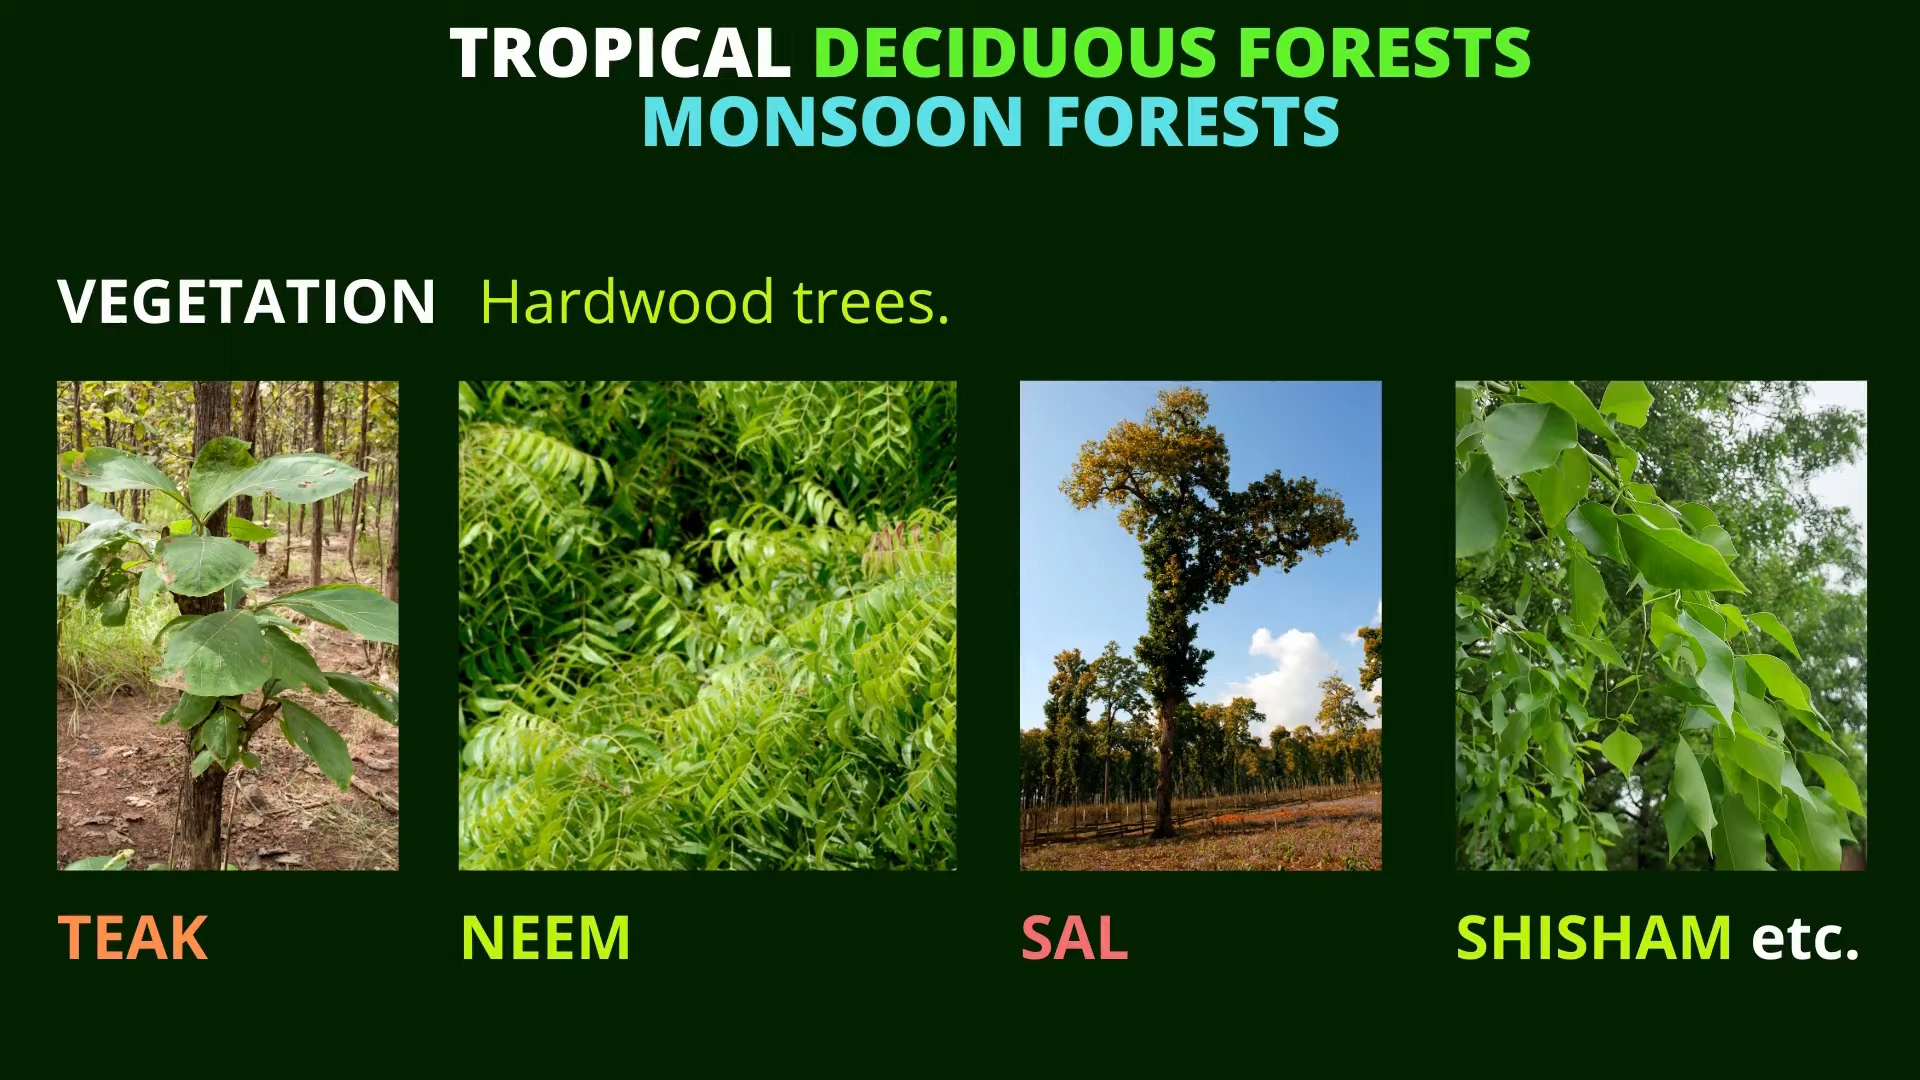 TROPICAL DECIDUOUS FORESTS
MONSOON FORESTS
VEGETATION Hardwood trees.
TEAK NEEM SAL SHISHAM etc.